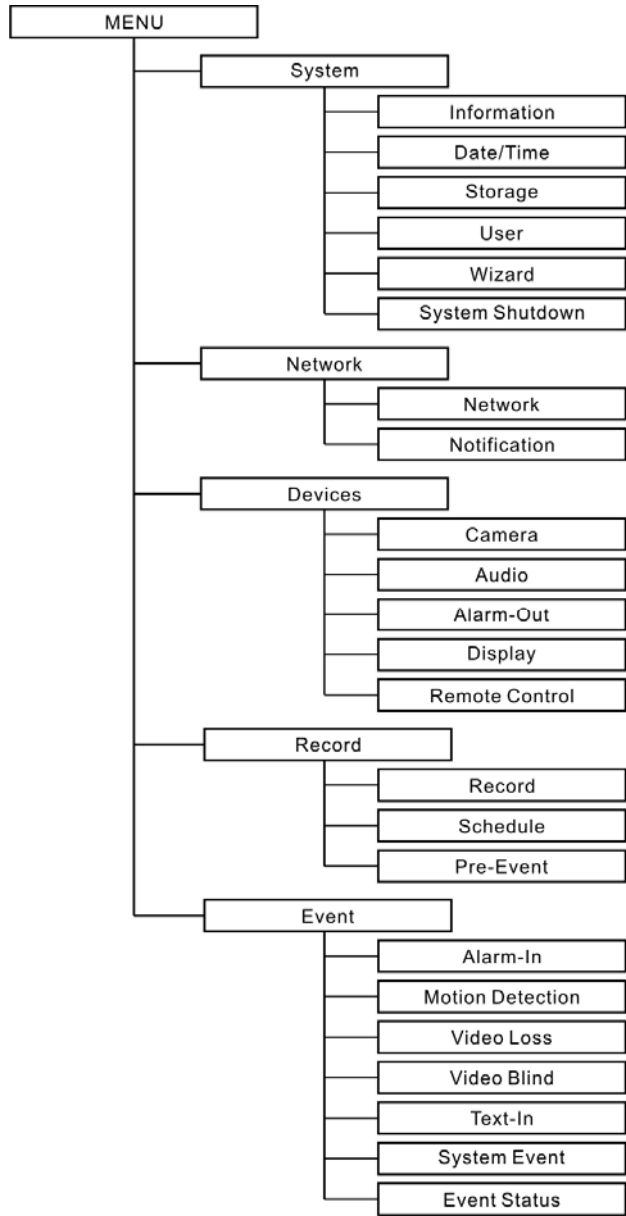 MENU
System
Information
Date/Time
Storage
User
Wizard
System Shutdown
Network
Network
Notification
Devices
Camera
Audio
Alarm-Out
Display
Remote Control
Record
Record
Schedule
Pre-Event
Event
Alarm-In
Motion Detection
Video Loss
Video Blind
Text-In
System Event
Event Status